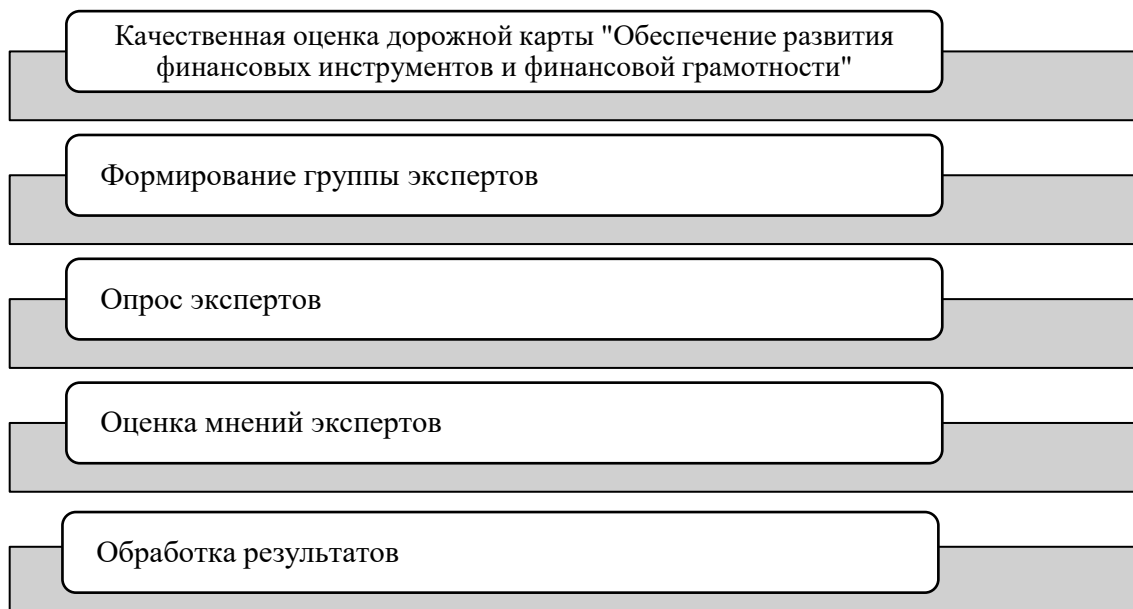 Качественная оценка дорожной карты "Обеспечение развития
финансовых инструментов и финансовой грамотности"
Формирование группы экспертов
Опрос экспертов
Оценка мнений экспертов
Обработка результатов